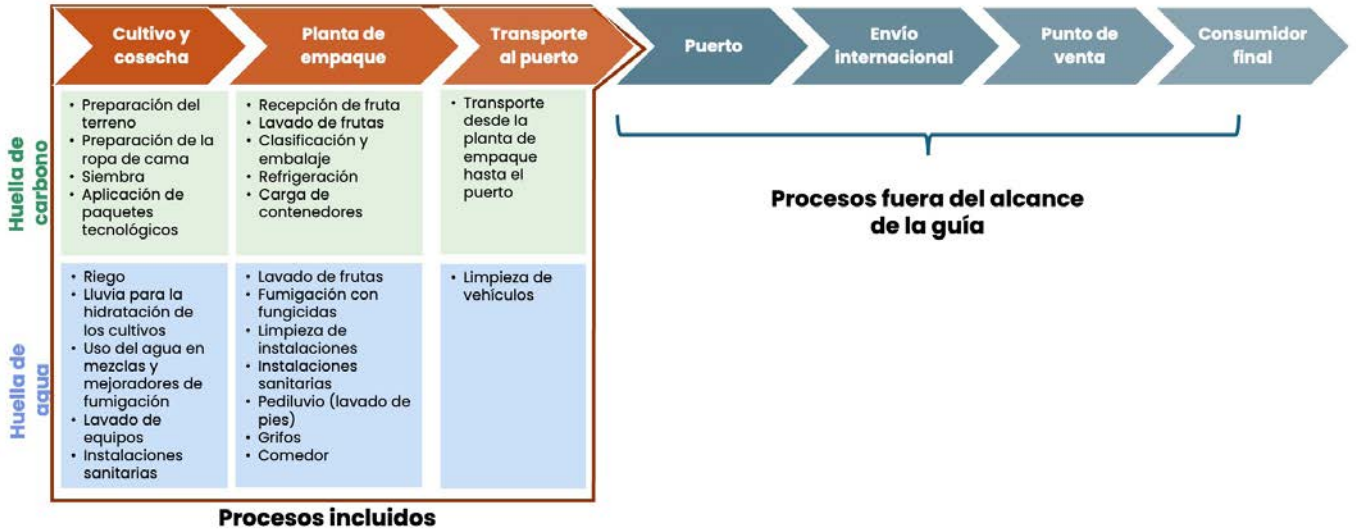 Cultivo y
cosecha
Planta de
empaque
Transporte
al puerto
Puerto
Envío
internacional
Punto de
venta
Consumidor
final
Huella de
carbono
• Preparación del
terreno
• Preparación de la
ropa de cama
• Siembra
• Aplicación de
paquetes
tecnológicos
• Recepción de fruta
• Lavado de frutas
• Clasificación y
embalaje
• Refrigeración
• Carga de
contenedores
• Transporte
desde la
planta de
empaque
hasta el
puerto
Procesos fuera del alcance
de la guía
Huella de
agua
• Riego
• Lluvia para la
hidratación de
los cultivos
• Uso del agua en
mezclas y
mejoradores de
fumigación
• Lavado de
equipos
• Instalaciones
sanitarias
• Lavado de frutas
• Fumigación con
fungicidas
• Limpieza de
instalaciones
• Instalaciones
sanitarias
• Pediluvio (lavado de
pies)
• Grifos
• Comedor
• Limpieza de
vehículos
Procesos incluidos